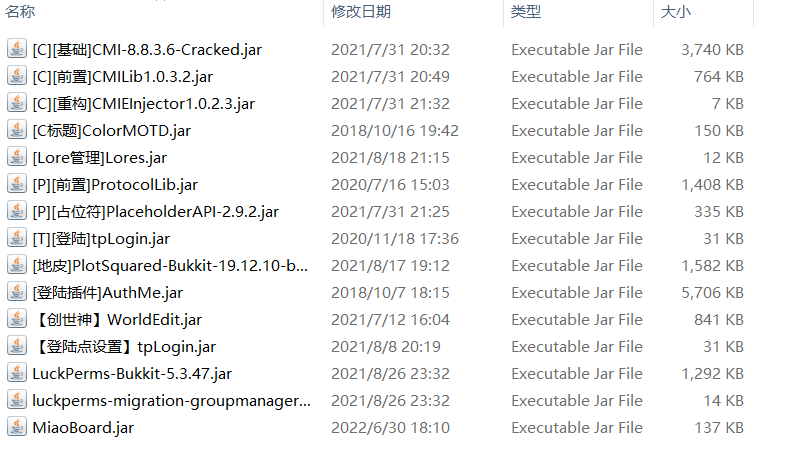 名称 修改日期 类型 大小
[C][基础]CMI-8.8.3.6-Cracked.jar 2021/7/31 20:32 Executable Jar File 3,740 KB
[C][前置]CMILib1.0.3.2.jar 2021/7/31 20:49 Executable Jar File 764 KB
[C][重构]CMIEInjector1.0.2.3.jar 2021/7/31 21:32 Executable Jar File 7 KB
[C标题]ColorMOTD.jar 2018/10/16 19:42 Executable Jar File 150 KB
[Lore管理]Lores.jar 2021/8/18 21:15 Executable Jar File 12 KB
[P][前置]ProtocolLib.jar 2020/7/16 15:03 Executable Jar File 1,408 KB
[P][占位符]PlaceholderAPI-2.9.2.jar 2021/7/31 21:25 Executable Jar File 335 KB
[T][登陆]tpLogin.jar 2020/11/18 17:36 Executable Jar File 31 KB
[地皮]PlotSquared-Bukkit-19.12.10-b... 2021/8/17 19:12 Executable Jar File 1,582 KB
[登陆插件]AuthMe.jar 2018/10/7 18:15 Executable Jar File 5,706 KB
【创世神】WorldEdit.jar 2021/7/12 16:04 Executable Jar File 841 KB
【登陆点设置】tpLogin.jar 2021/8/8 20:19 Executable Jar File 31 KB
LuckPerms-Bukkit-5.3.47.jar 2021/8/26 23:32 Executable Jar File 1,292 KB
luckperms-migration-groupmanager... 2021/8/26 23:32 Executable Jar File 14 KB
MiaoBoard.jar 2022/6/30 18:10 Executable Jar File 137 KB